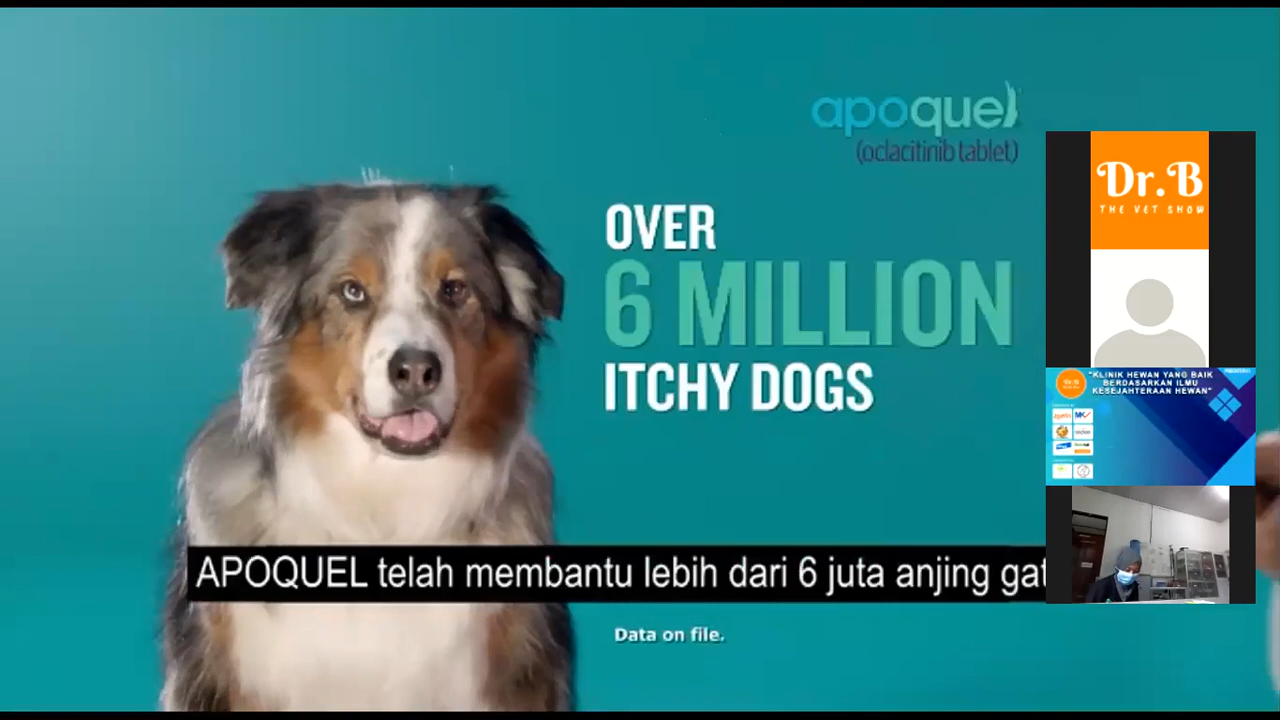 apoquel
(oclacitinib tablet)
OVER
6 MILLION
ITCHY DOGS
APOQUEL telah membantu lebih dari 6 juta anjing gat
Data on file.
Dr.B
THE VET SHOW
"KLINIK HEWAN YANG BAIK
BERDASARKAN ILMU
KESEJAHTERAAN HEWAN"